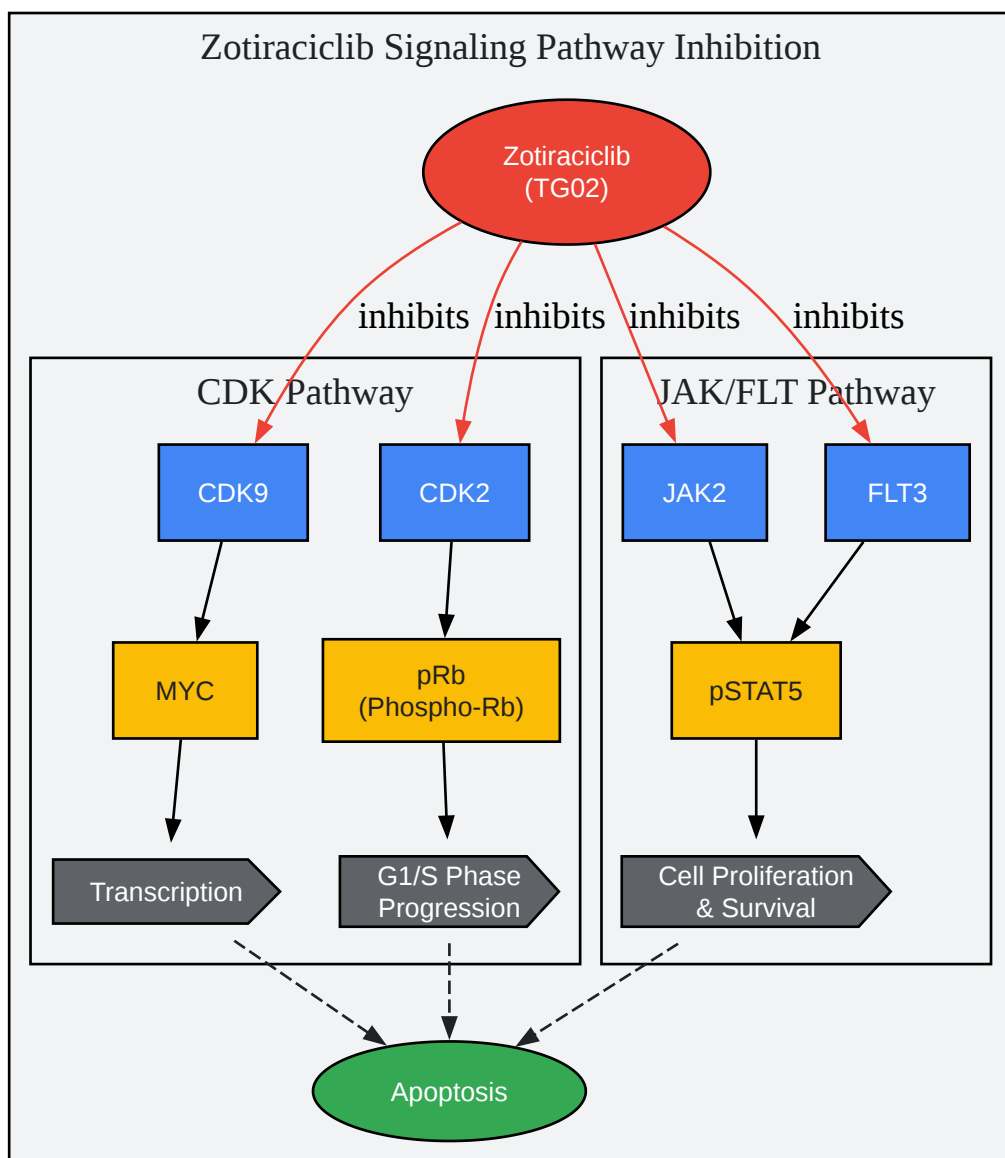 Zotiraciclib Signaling Pathway Inhibition
Zotiraciclib
(TG02)
inhibits
inhibits
inhibits
inhibits
CDK Pathway
JAK/FLT Pathway
CDK9
CDK2
JAK2
FLT3
MYC
pRb
(Phospho-Rb)
pSTAT5
Transcription
G1/S Phase
Progression
Cell Proliferation
& Survival
Apoptosis